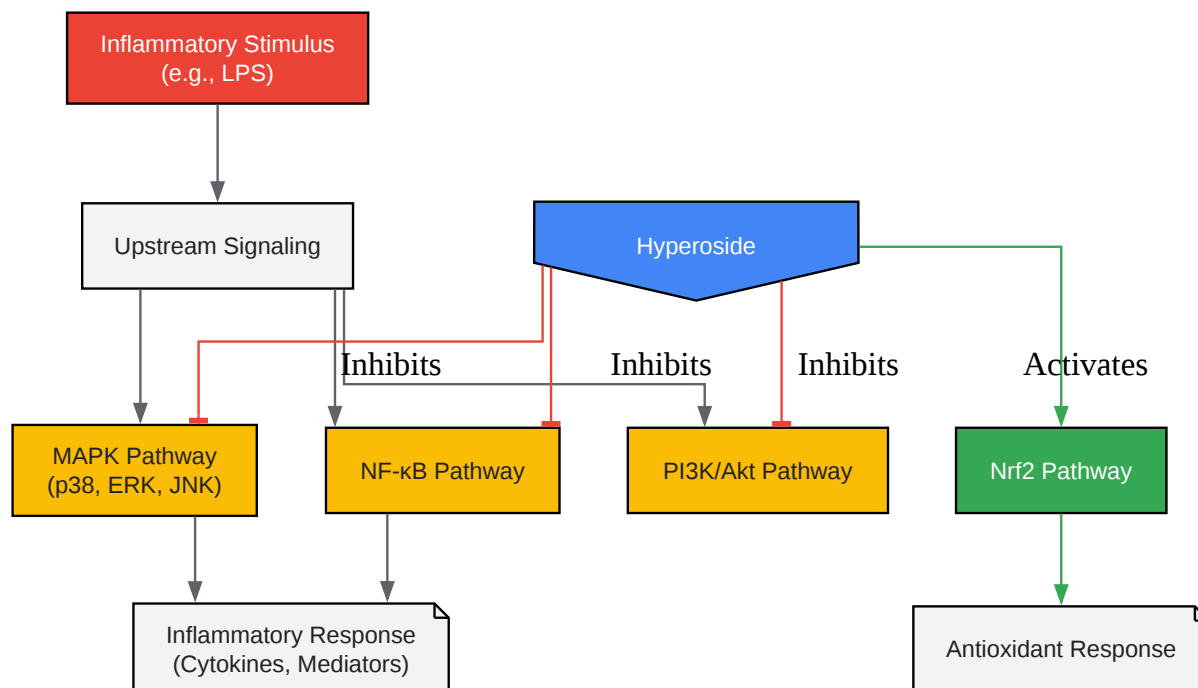 Inflammatory Stimulus
(e.g., LPS)
Upstream Signaling
Hyperoside
Inhibits
Inhibits
Inhibits
Activates
MAPK Pathway
(p38, ERK, JNK)
NF-κB Pathway
PI3K/Akt Pathway
Nrf2 Pathway
Inflammatory Response
(Cytokines, Mediators)
Antioxidant Response